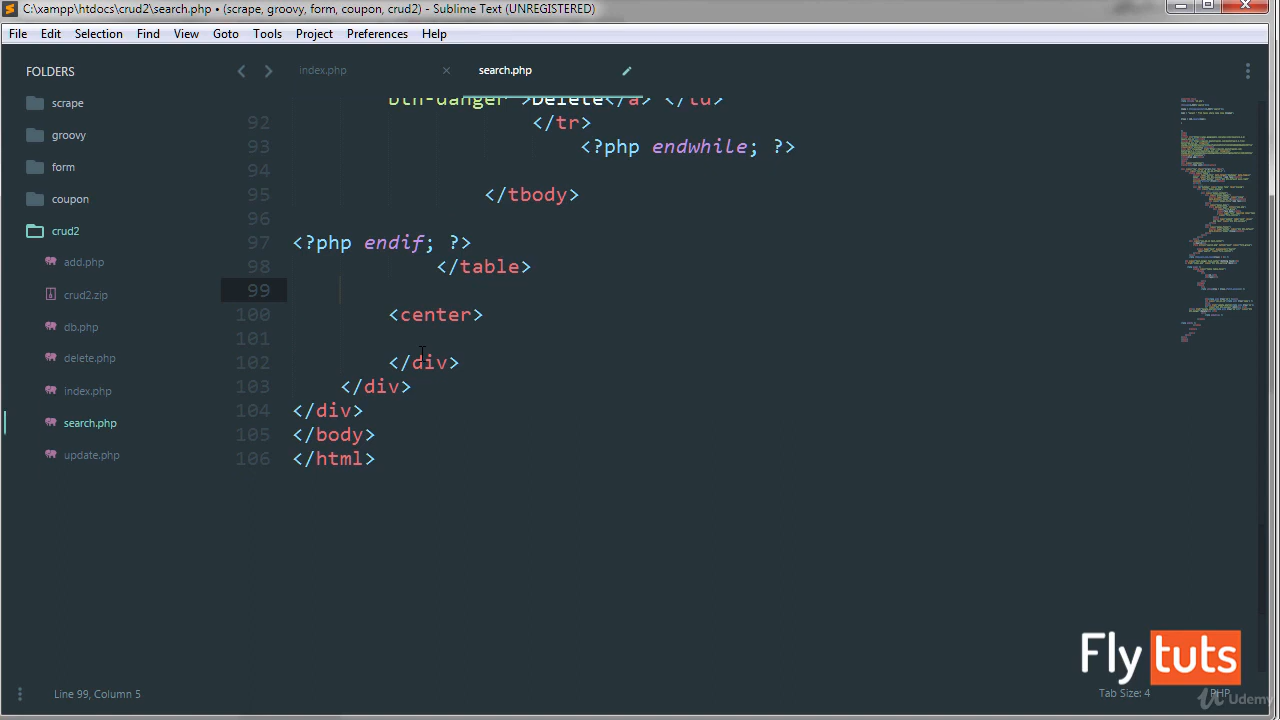 C:\xampp\htdocs\crud2\search.php • (scrape, groovy, form, coupon, crud2) - Sublime Text (UNREGISTERED)
File Edit Selection Find View Goto Tools Project Preferences Help
FOLDERS
scrape
groovy
form
coupon
crud2
add.php
crud2.zip
db.php
delete.php
index.php
search.php
update.php
index.php × search.php
btn-danger">Delete</a> </td>
92 </tr>
93 <?php endwhile; ?>
94
95 </tbody>
96
97 <?php endif; ?>
98 </table>
99
100 <center>
101
102 </div>
103 </div>
104 </div>
105 </body>
106 </html>
Fly tuts
Line 99, Column 5
Tab Size: 4
PHP
Udemy